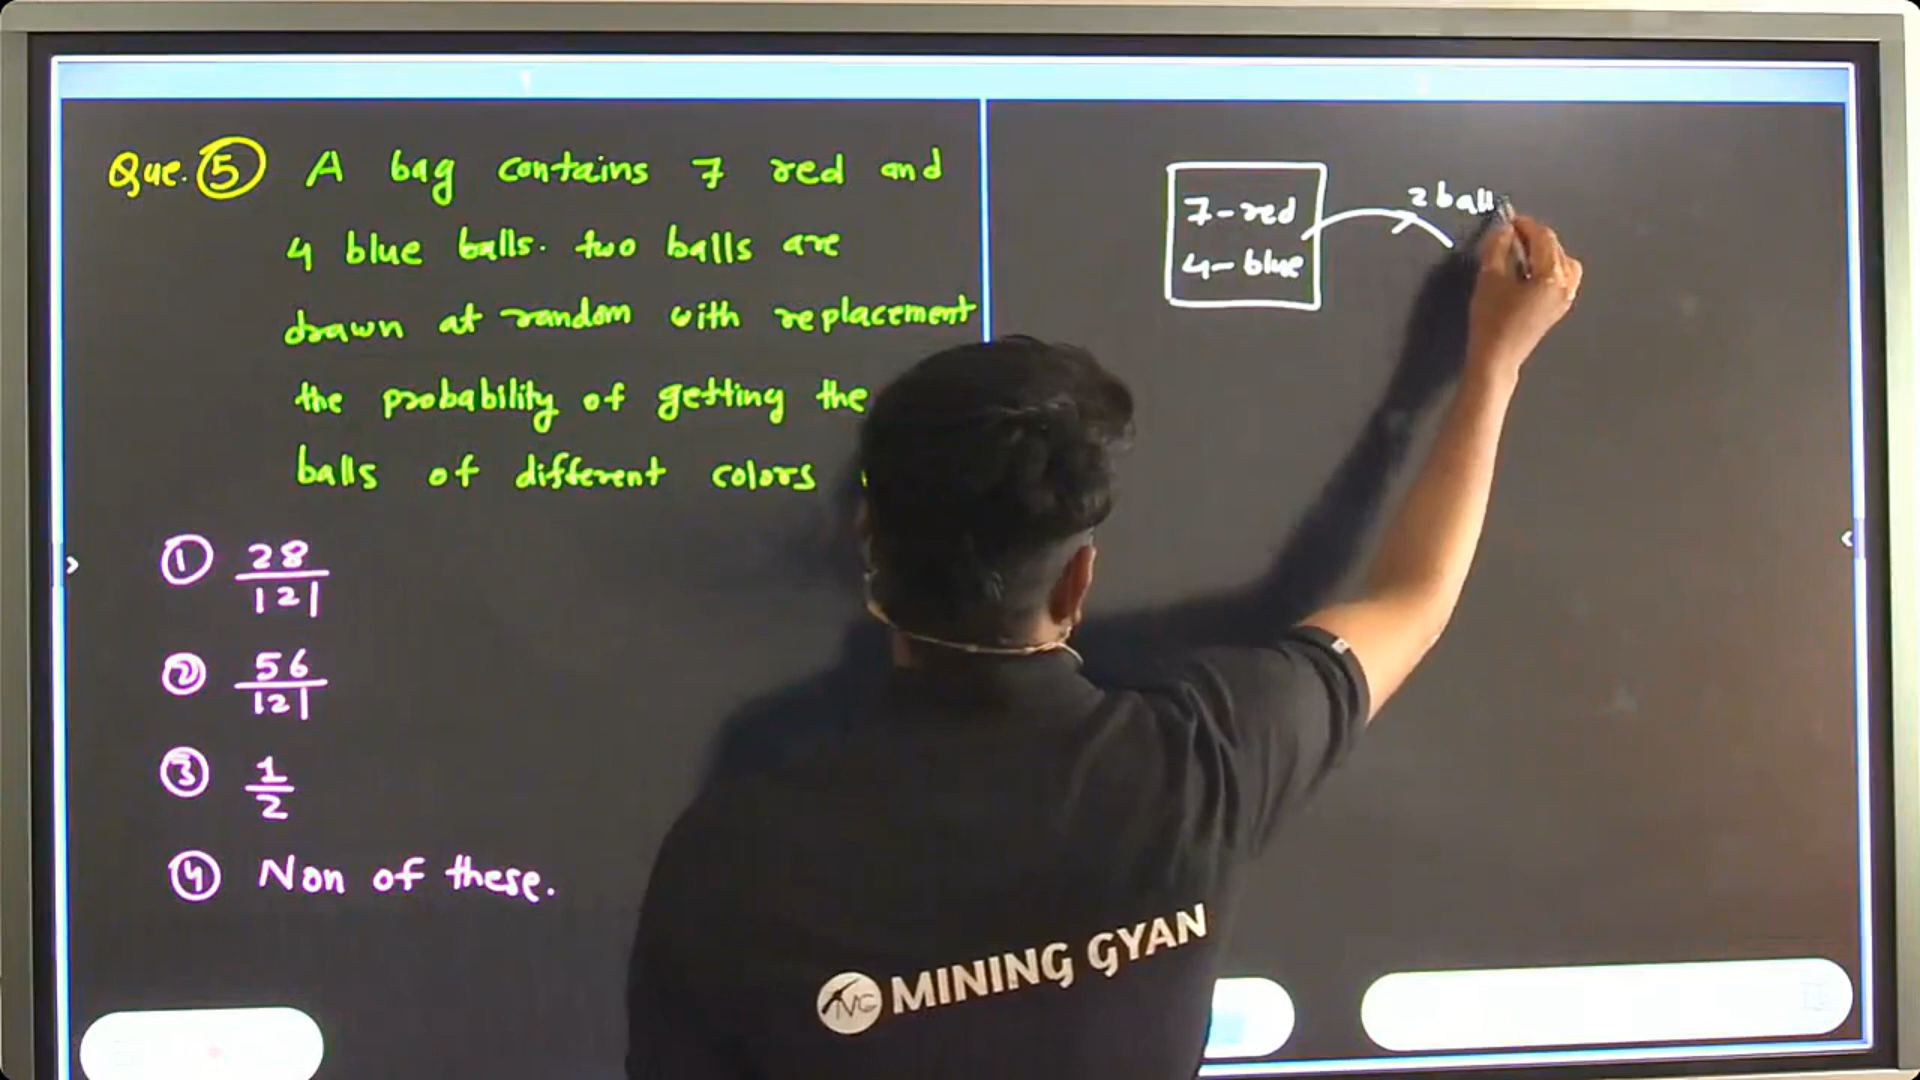 Que. 5 A bag contains 7 red and
4 blue balls. two balls are
drawn at random with replacement
the probability of getting the
balls of different colors
1 28/121
2 56/121
3 1/2
4 Non of these.
7-red
4-blue
2 ball
MG MINING GYAN